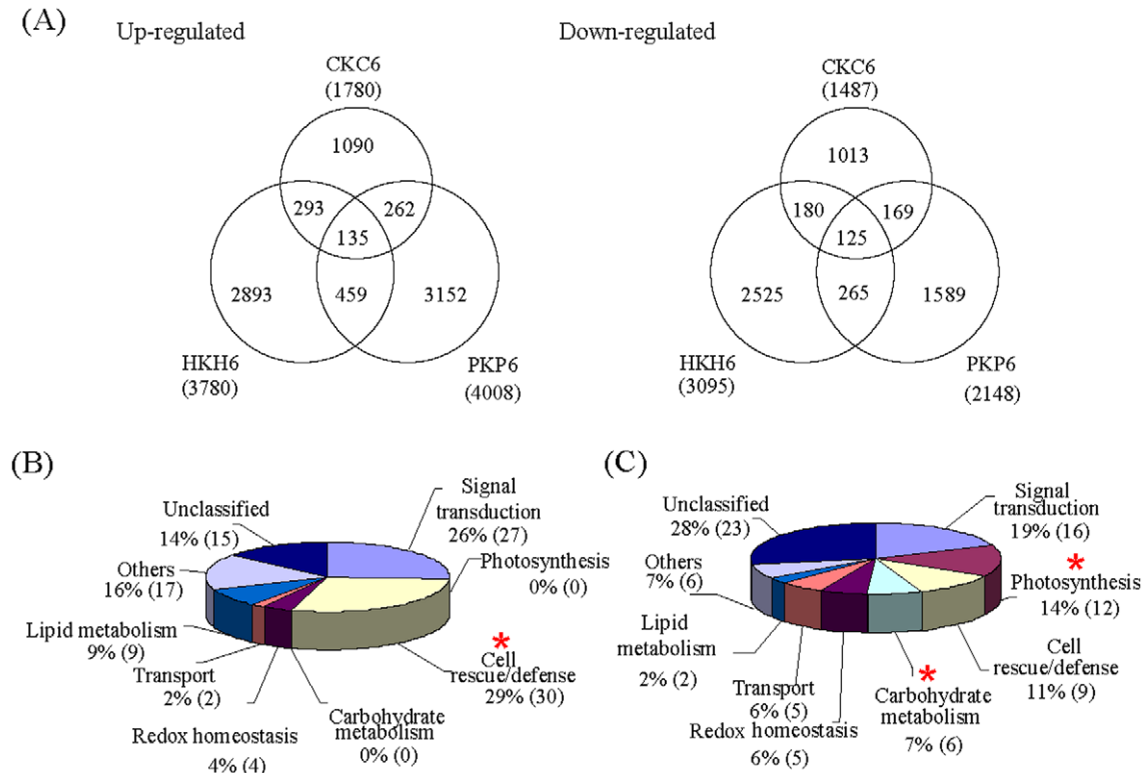 (A)
Up-regulated
CKC6
(1780)
1090
293
262
135
2893
459
3152
HKH6
(3780)
PKP6
(4008)
Down-regulated
CKC6
(1487)
1013
180
169
125
2525
265
1589
HKH6
(3095)
PKP6
(2148)
(B)
Signal
transduction
26% (27)
Photosynthesis
0% (0)
*
Cell
rescue/defense
29% (30)
Carbohydrate
metabolism
0% (0)
Redox homeostasis
4% (4)
Transport
2% (2)
Lipid metabolism
9% (9)
Others
16% (17)
Unclassified
14% (15)
(C)
Signal
transduction
19% (16)
*
Photosynthesis
14% (12)
Cell
rescue/defense
11% (9)
*
Carbohydrate
metabolism
7% (6)
Redox homeostasis
6% (5)
Transport
6% (5)
Lipid
metabolism
2% (2)
Others
7% (6)
Unclassified
28% (23)